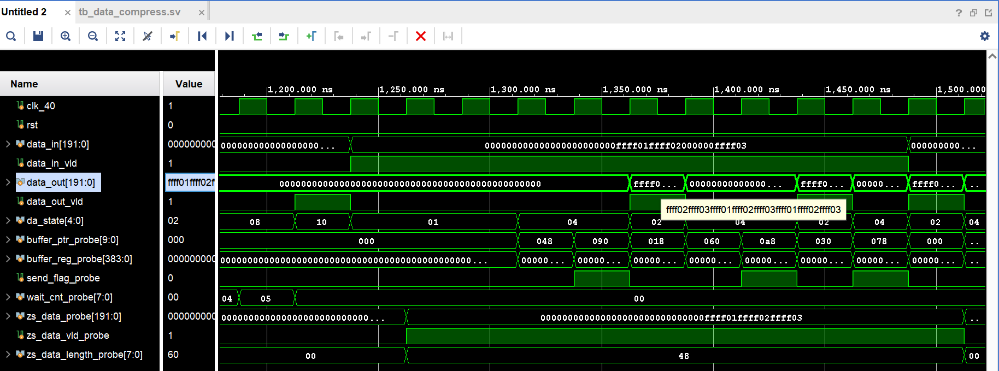 Untitled 2 × tb_data_compress.sv ×
?
Name Value
1,200.000 ns 1,250.000 ns 1,300.000 ns 1,350.000 ns 1,400.000 ns 1,450.000 ns 1,500.000
clk_40 1
rst 0
data_in[191:0] 000000000 000000000000000000... 000000000000000000000000ffff01ffff02000000ffff03 000000000...
data_in_vld 1
data_out[191:0] ffff01ffff02f 000000000000000000000000000000000000000000000000 ffff0... 00000000000000... ffff0... 00000... ffff0... ..
data_out_vld 1
ffff02ffff03ffff01ffff02ffff03ffff01ffff02ffff03
da_state[4:0] 02 08 10 01 04 02 04 02 04 02 04
buffer_ptr_probe[9:0] 000 000 048 090 018 060 0a8 030 078 000 ..
buffer_reg_probe[383:0] 000000000 0000000000000000000000000000000000000000000000... 00000... 00000... 00000... 00000... 00000... 00000... 00000... 00000... ..
send_flag_probe 0
wait_cnt_probe[7:0] 00 04 05 00
zs_data_probe[191:0] 000000000 000000000000000000000000000... 000000000000000000000000000000ffff01ffff02ffff03 ..
zs_data_vld_probe 1
zs_data_length_probe[7:0] 60 00 48 00